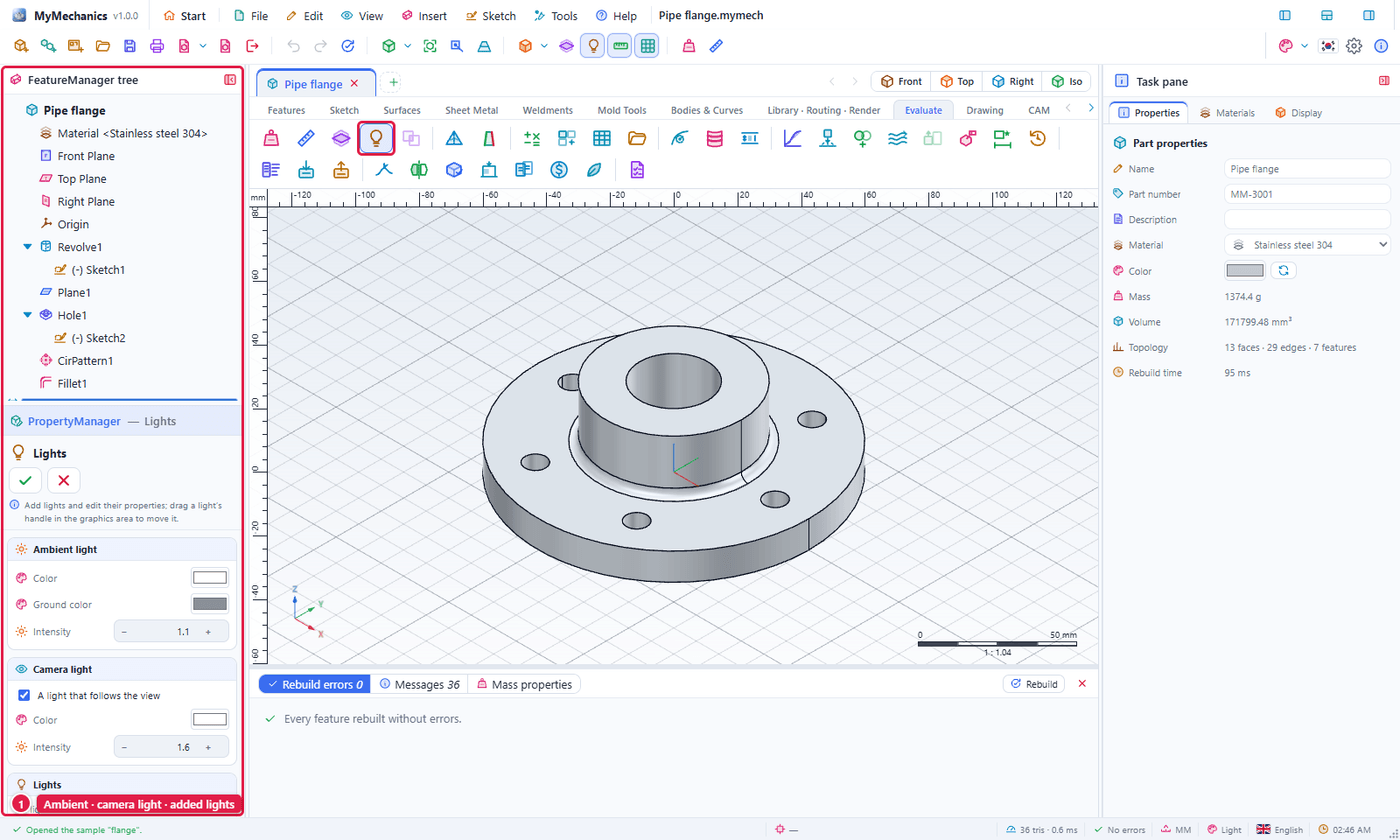 MyMechanics v1.0.0
Start
File
Edit
View
Insert
Sketch
Tools
Help
Pipe flange.mymech
FeatureManager tree
Pipe flange
Material <Stainless steel 304>
Front Plane
Top Plane
Right Plane
Origin
Revolve1
(-) Sketch1
Plane1
Hole1
(-) Sketch2
CirPattern1
Fillet1
PropertyManager — Lights
Lights
Add lights and edit their properties; drag a light's
handle in the graphics area to move it.
Ambient light
Color
Ground color
Intensity − 1.1 +
Camera light
A light that follows the view
Color
Intensity − 1.6 +
Lights
1 Ambient · camera light · added lights
Pipe flange
Front
Top
Right
Iso
Features
Sketch
Surfaces
Sheet Metal
Weldments
Mold Tools
Bodies & Curves
Library · Routing · Render
Evaluate
Drawing
CAM
mm -120 -100 -80 -60 -40 -20 0 20 40 60 80 100 120
80
60
40
20
0
-20
-40
-60
Z
Y
X
0 50 mm
1 : 1.04
Rebuild errors 0
Messages 36
Mass properties
Rebuild
Every feature rebuilt without errors.
Task pane
Properties
Materials
Display
Part properties
Name Pipe flange
Part number MM-3001
Description
Material Stainless steel 304
Color
Mass 1374.4 g
Volume 171799.48 mm³
Topology 13 faces · 29 edges · 7 features
Rebuild time 95 ms
Opened the sample "flange".
—
36 tris · 0.6 ms
No errors
MM
Light
English
02:46 AM